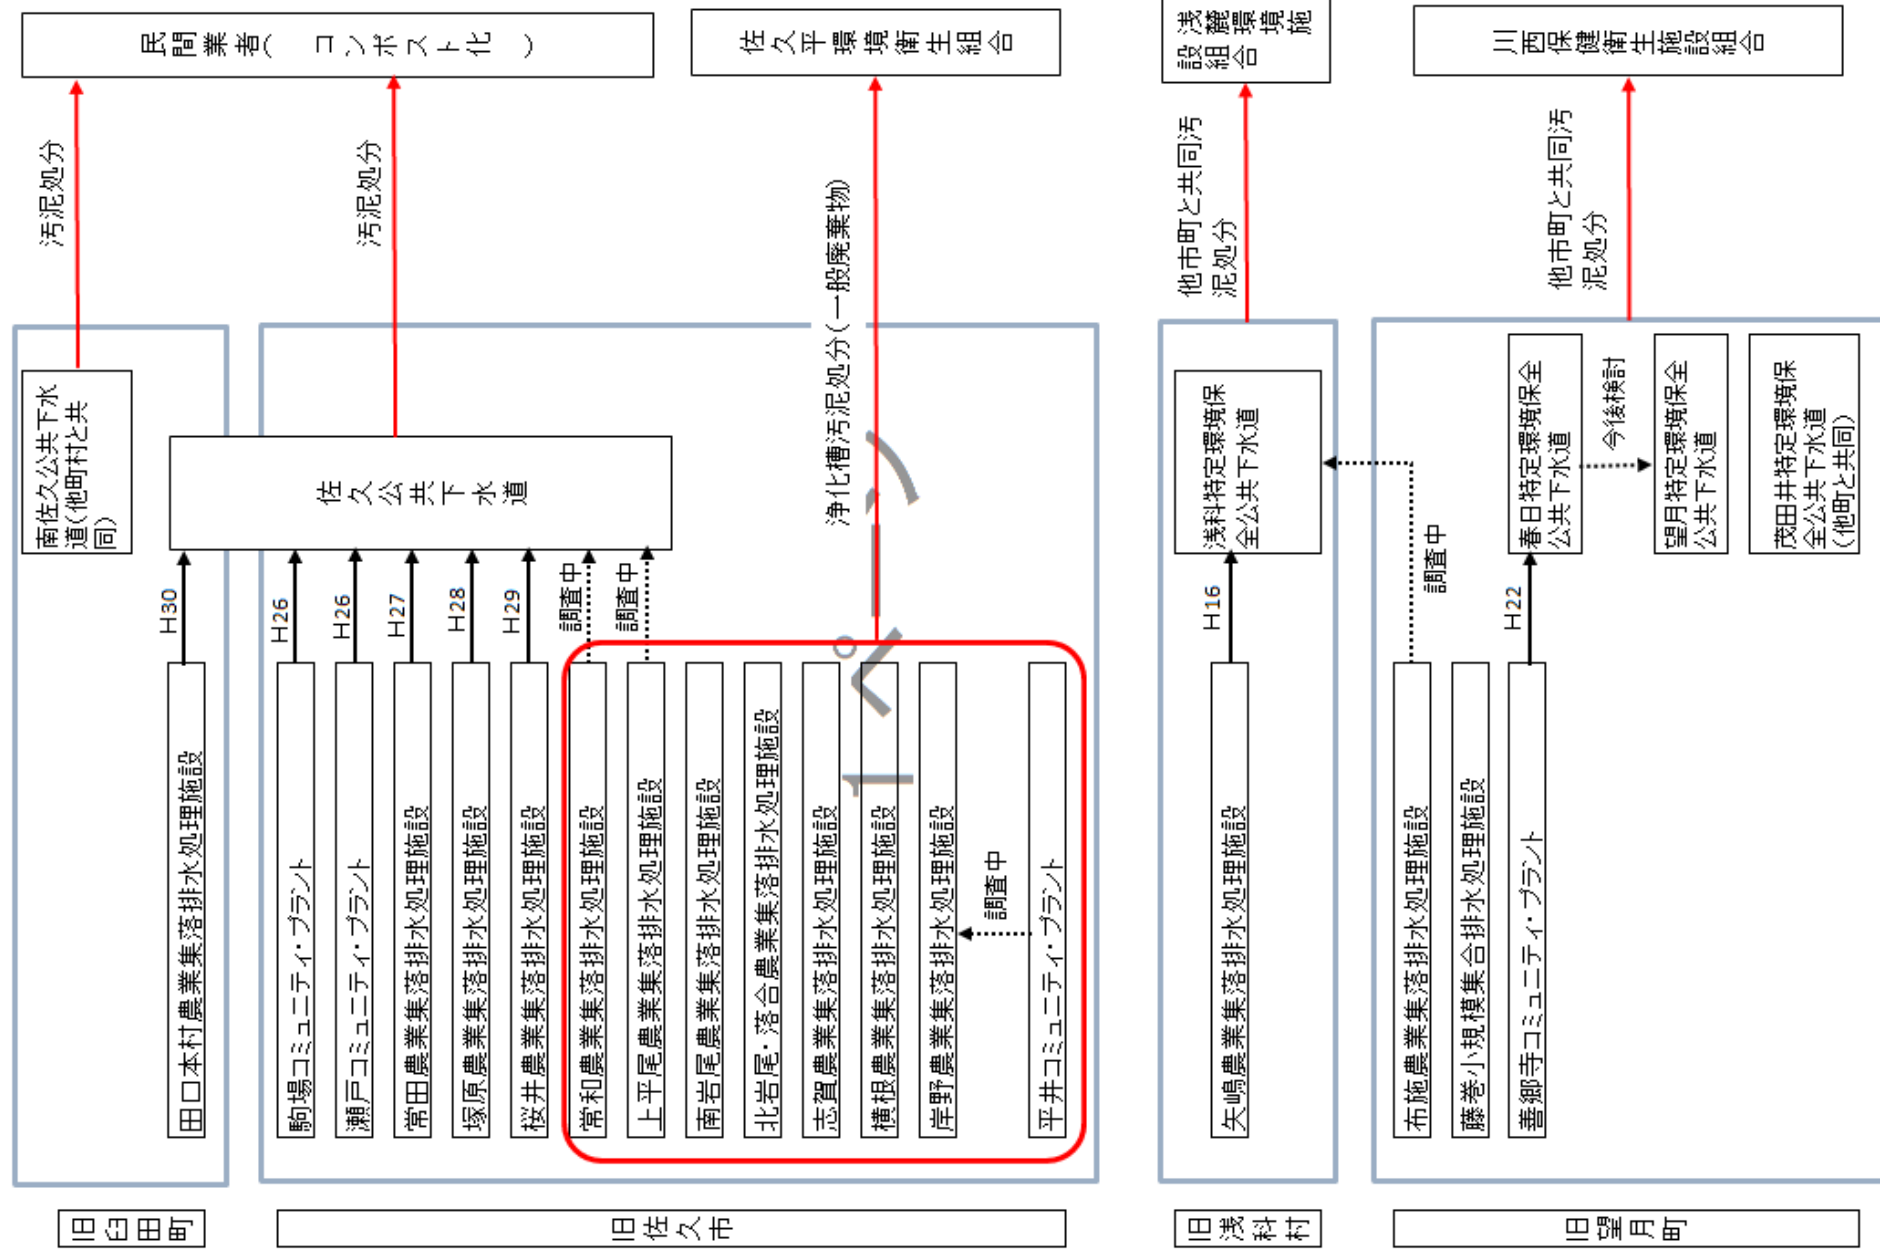 旧臼田町
田口本村農業集落排水処理施設
H30
南佐久公共下水
道(他町村と共
同)
汚泥処分
民間業者( コンポスト化 )
旧佐久市
駒場コミュニティ・プラント
H26
瀬戸コミュニティ・プラント
H26
常田農業集落排水処理施設
H27
塚原農業集落排水処理施設
H28
桜井農業集落排水処理施設
H29
常和農業集落排水処理施設
調査中
上平尾農業集落排水処理施設
調査中
南岩尾農業集落排水処理施設
北岩尾・落合農業集落排水処理施設
志賀農業集落排水処理施設
横根農業集落排水処理施設
岸野農業集落排水処理施設
調査中
平井コミュニティ・プラント
佐久公共下水道
汚泥処分
浄化槽汚泥処分(一般廃棄物)
佐久平環境衛生組合
1 ページ
旧浅科村
矢嶋農業集落排水処理施設
H16
浅科特定環境保
全公共下水道
他市町と共同汚
泥処分
浅麓環境施
設組合
旧望月町
布施農業集落排水処理施設
調査中
藤巻小規模集合排水処理施設
善郷寺コミュニティ・プラント
H22
春日特定環境保全
公共下水道
今後検討
望月特定環境保全
公共下水道
茂田井特定環境保
全公共下水道
(他町と共同)
他市町と共同汚
泥処分
川西保健衛生施設組合